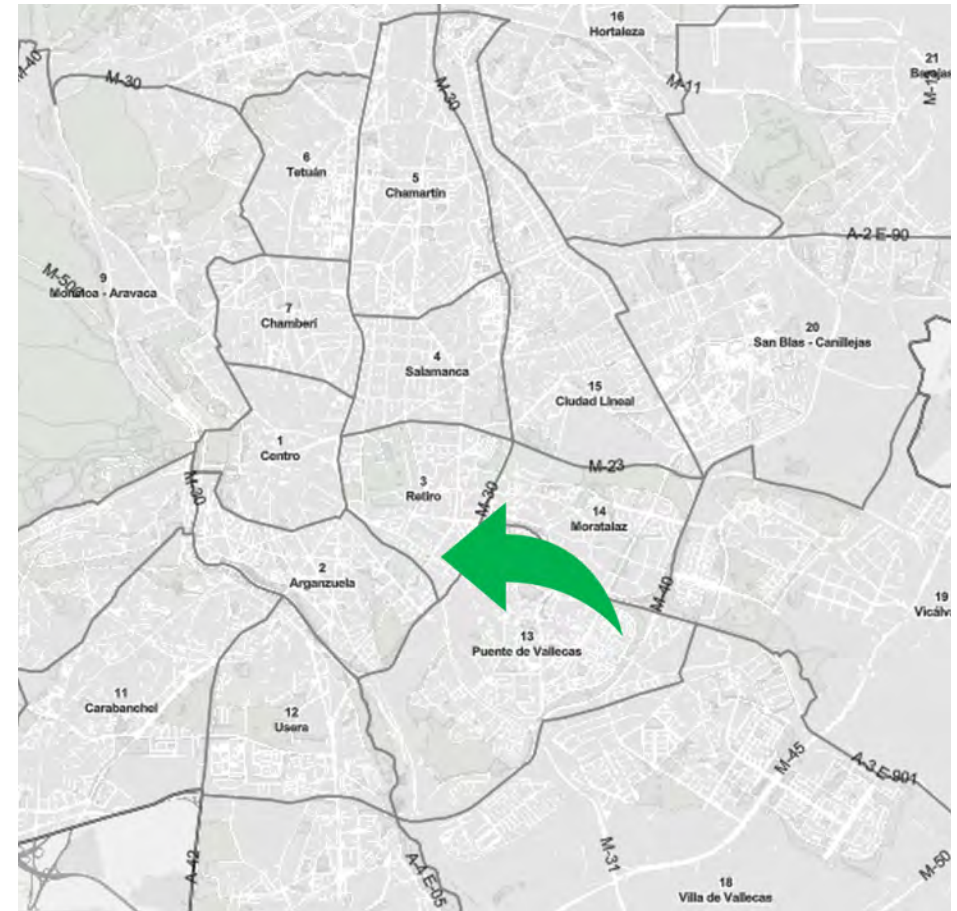 16
Hortaleza
21
M-40
M-30
M-30
M-11
M-1
6
Tetuán
5
Chamartín
A-2 E-90
9
Moncloa - Aravaca
M-50
7
Chamberí
20
San Blas - Canillejas
4
Salamanca
15
Ciudad Lineal
1
Centro
M-30
M-23
3
Retiro
M-30
14
Moratalaz
2
Arganzuela
M-40
19
Vicálv
13
Puente de Vallecas
11
Carabanchel
12
Usera
M-45
A-3 E-901
A-42
A-4 E-05
M-31
M-50
18
Villa de Vallecas